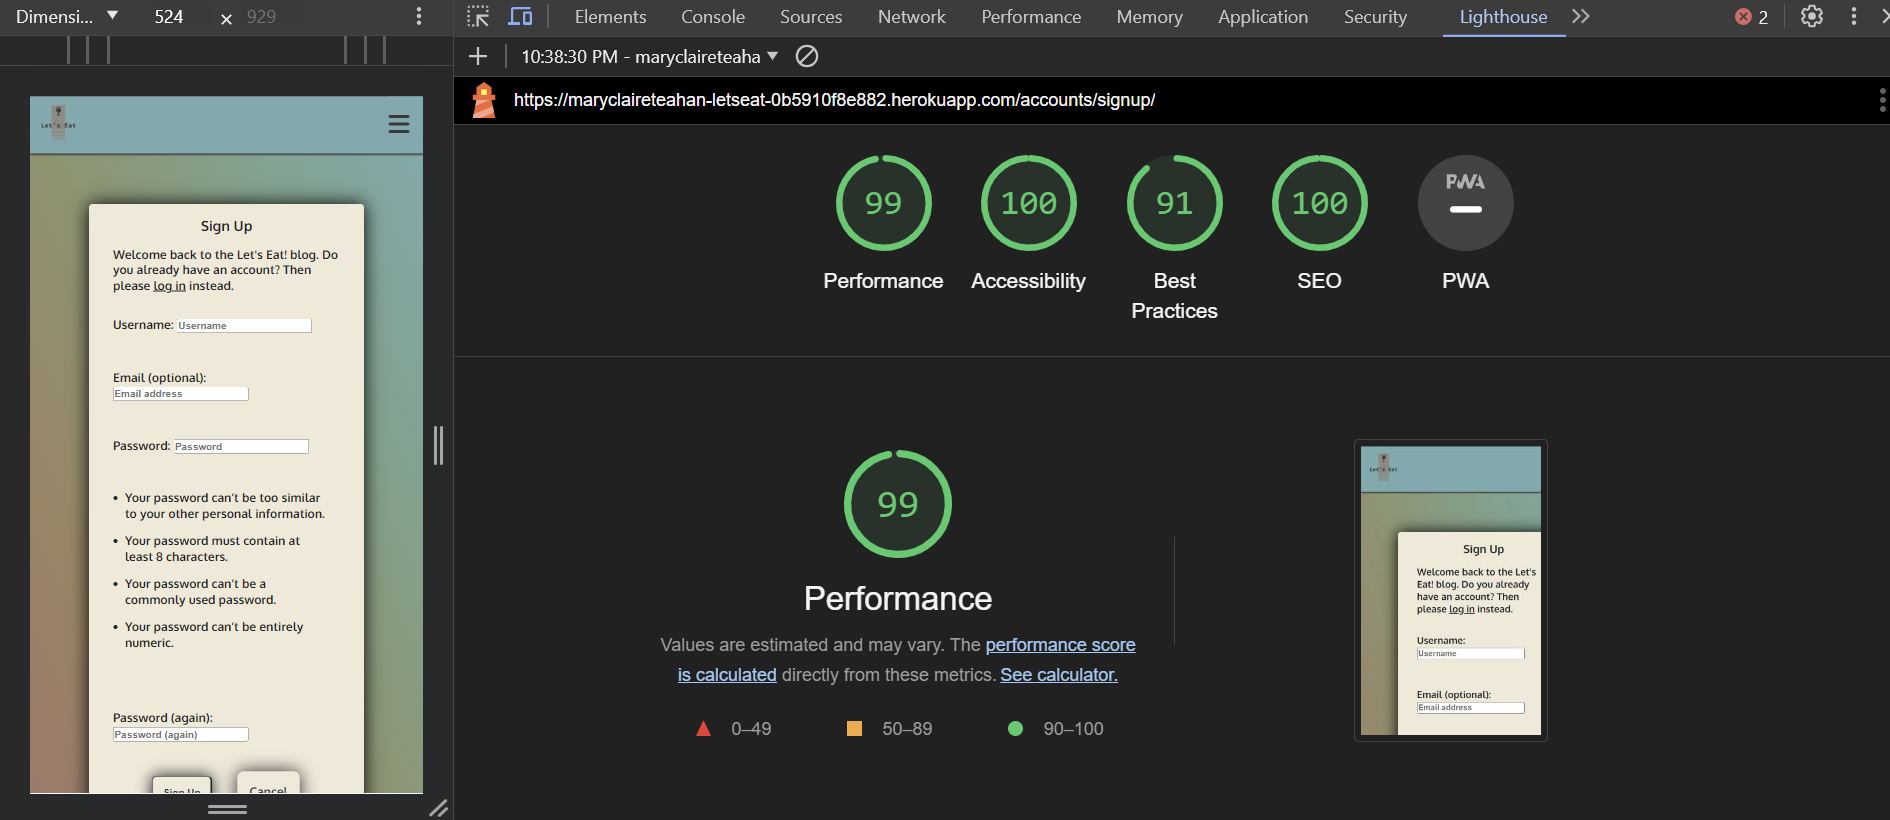 Dimensi... 524 × 929
Elements Console Sources Network Performance Memory Application Security Lighthouse 2
10:38:30 PM - maryclaireteaha
https://maryclaireteahan-letseat-0b5910f8e882.herokuapp.com/accounts/signup/
Let's Eat
Sign Up
Welcome back to the Let's Eat! blog. Do
you already have an account? Then
please log in instead.
Username: Username
Email (optional):
Email address
Password: Password
• Your password can't be too similar
to your other personal information.
• Your password must contain at
least 8 characters.
• Your password can't be a
commonly used password.
• Your password can't be entirely
numeric.
Password (again):
Password (again)
Sign Up Cancel
99 100 91 100 PWA
Performance Accessibility Best Practices SEO PWA
99
Performance
Values are estimated and may vary. The performance score
is calculated directly from these metrics. See calculator.
0–49 50–89 90–100
Let's Eat
Sign Up
Welcome back to the Let's
Eat! blog. Do you already
have an account? Then
please log in instead.
Username:
Username
Email (optional):
Email address